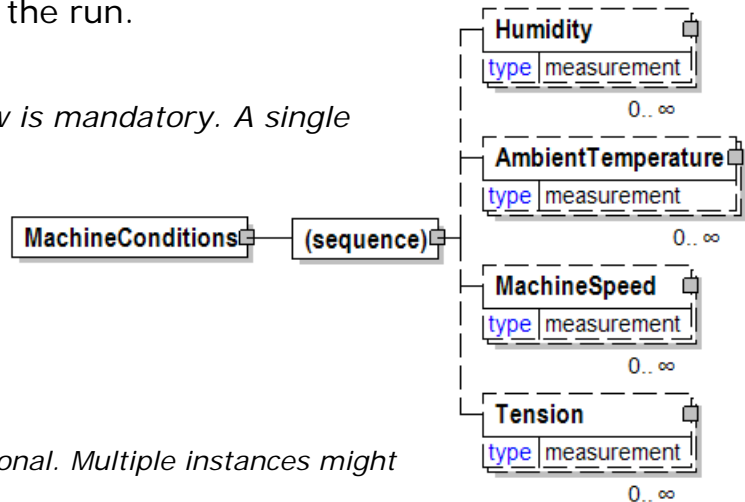 the run.
is mandatory. A single
Multiple instances might
MachineConditions
(sequence)
Humidity
type measurement
0.. ∞
AmbientTemperature
type measurement
0.. ∞
MachineSpeed
type measurement
0.. ∞
Tension
type measurement
0.. ∞